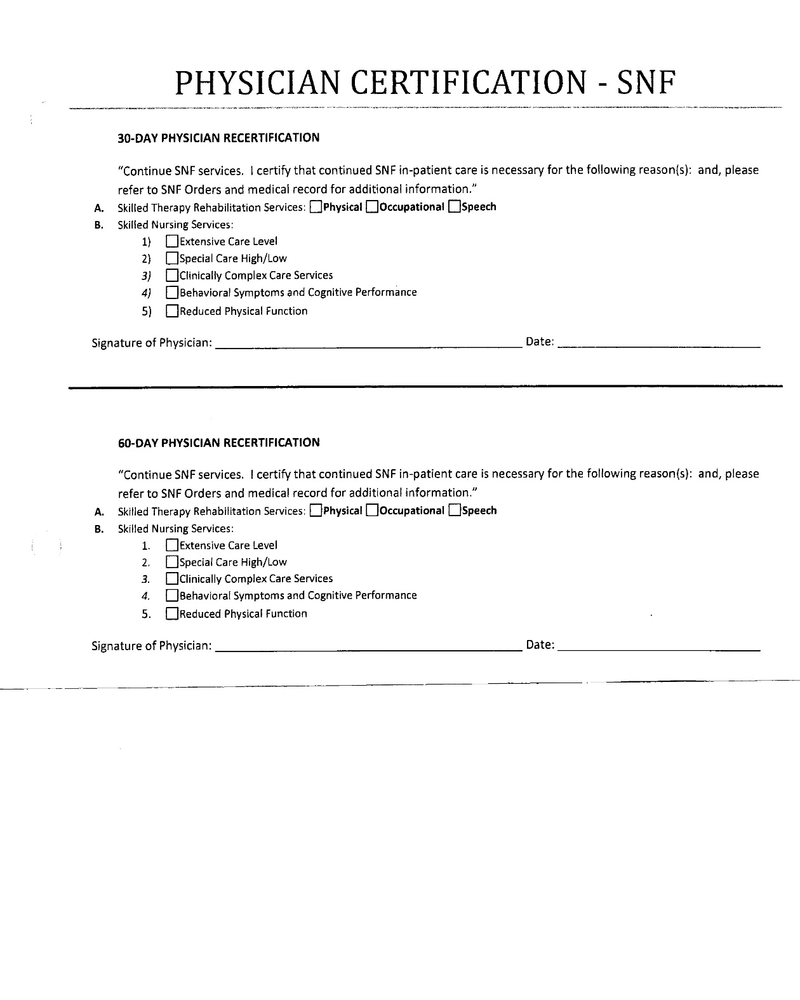 PHYSICIAN CERTIFICATION - SNF
30-DAY PHYSICIAN RECERTIFICATION
“Continue SNF services. I certify that continued SNF in-patient care is necessary for the following reason(s): and, please
refer to SNF Orders and medical record for additional information.”
A. Skilled Therapy Rehabilitation Services: ☐Physical ☐Occupational ☐Speech
B. Skilled Nursing Services:
1) ☐Extensive Care Level
2) ☐Special Care High/Low
3) ☐Clinically Complex Care Services
4) ☐Behavioral Symptoms and Cognitive Performance
5) ☐Reduced Physical Function
Signature of Physician: ____ Date: ____
60-DAY PHYSICIAN RECERTIFICATION
“Continue SNF services. I certify that continued SNF in-patient care is necessary for the following reason(s): and, please
refer to SNF Orders and medical record for additional information.”
A. Skilled Therapy Rehabilitation Services: ☐Physical ☐Occupational ☐Speech
B. Skilled Nursing Services:
1. ☐Extensive Care Level
2. ☐Special Care High/Low
3. ☐Clinically Complex Care Services
4. ☐Behavioral Symptoms and Cognitive Performance
5. ☐Reduced Physical Function
Signature of Physician: ____ Date: ____